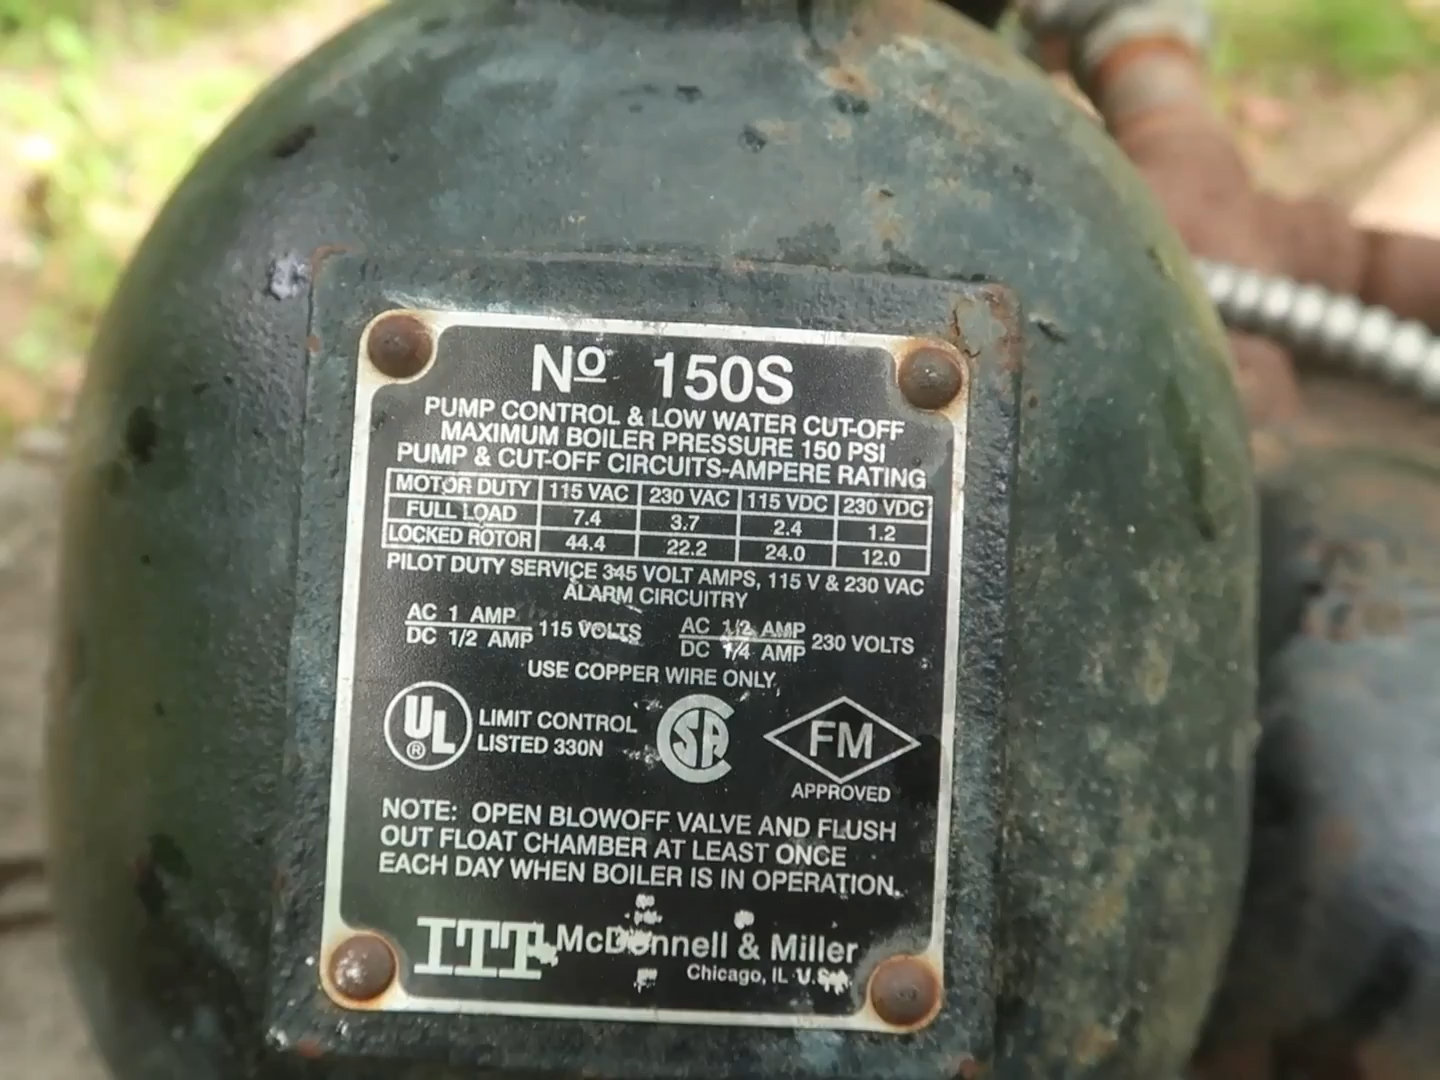 No 150S
PUMP CONTROL & LOW WATER CUT-OFF
MAXIMUM BOILER PRESSURE 150 PSI
PUMP & CUT-OFF CIRCUITS-AMPERE RATING
MOTOR DUTY 115 VAC 230 VAC 115 VDC 230 VDC
FULL LOAD 7.4 3.7 2.4 1.2
LOCKED ROTOR 44.4 22.2 24.0 12.0
PILOT DUTY SERVICE 345 VOLT AMPS, 115 V & 230 VAC
ALARM CIRCUITRY
AC 1 AMP
DC 1/2 AMP 115 VOLTS
AC 1/2 AMP
DC 1/4 AMP 230 VOLTS
USE COPPER WIRE ONLY
UL ®
LIMIT CONTROL
LISTED 330N
CSA
FM
APPROVED
NOTE: OPEN BLOWOFF VALVE AND FLUSH
OUT FLOAT CHAMBER AT LEAST ONCE
EACH DAY WHEN BOILER IS IN OPERATION.
ITT McDonnell & Miller
Chicago, IL U.S.A.